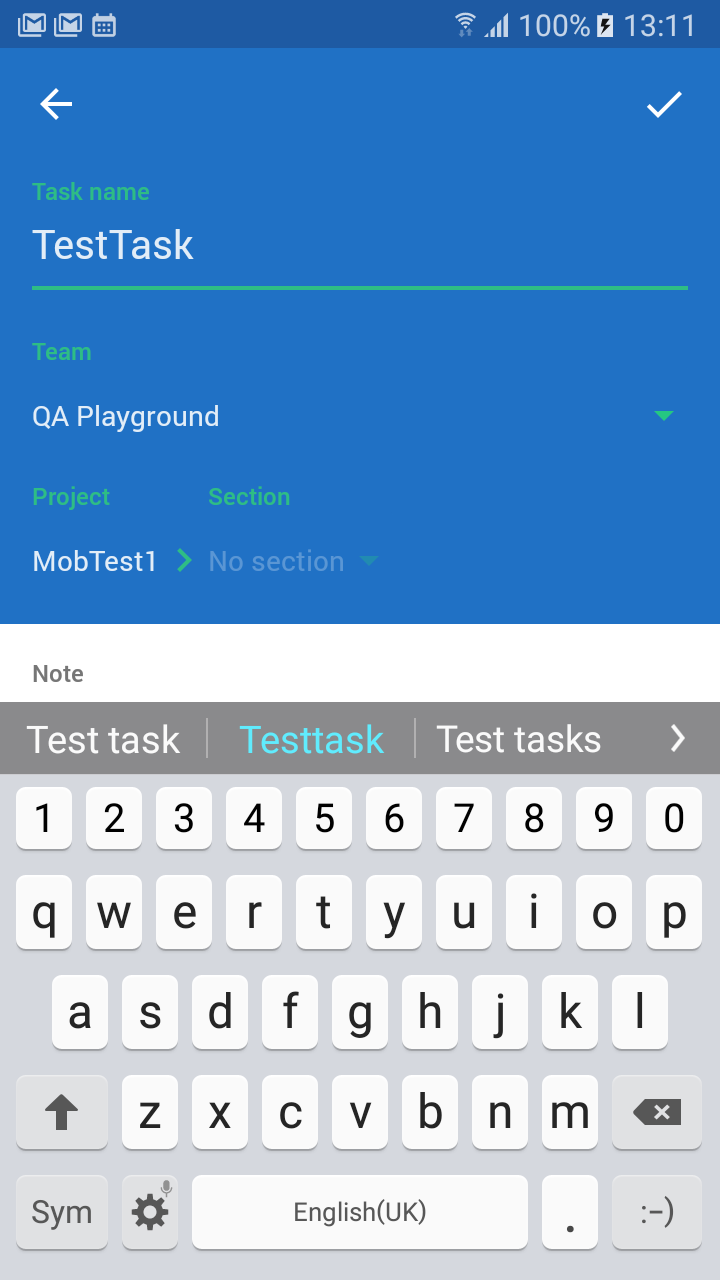 100% 13:11
Task name
TestTask
Team
QA Playground
Project Section
MobTest1 No section
Note
Test task Testtask Test tasks
1 2 3 4 5 6 7 8 9 0
q w e r t y u i o p
a s d f g h j k l
z x c v b n m
Sym English(UK) . :-)